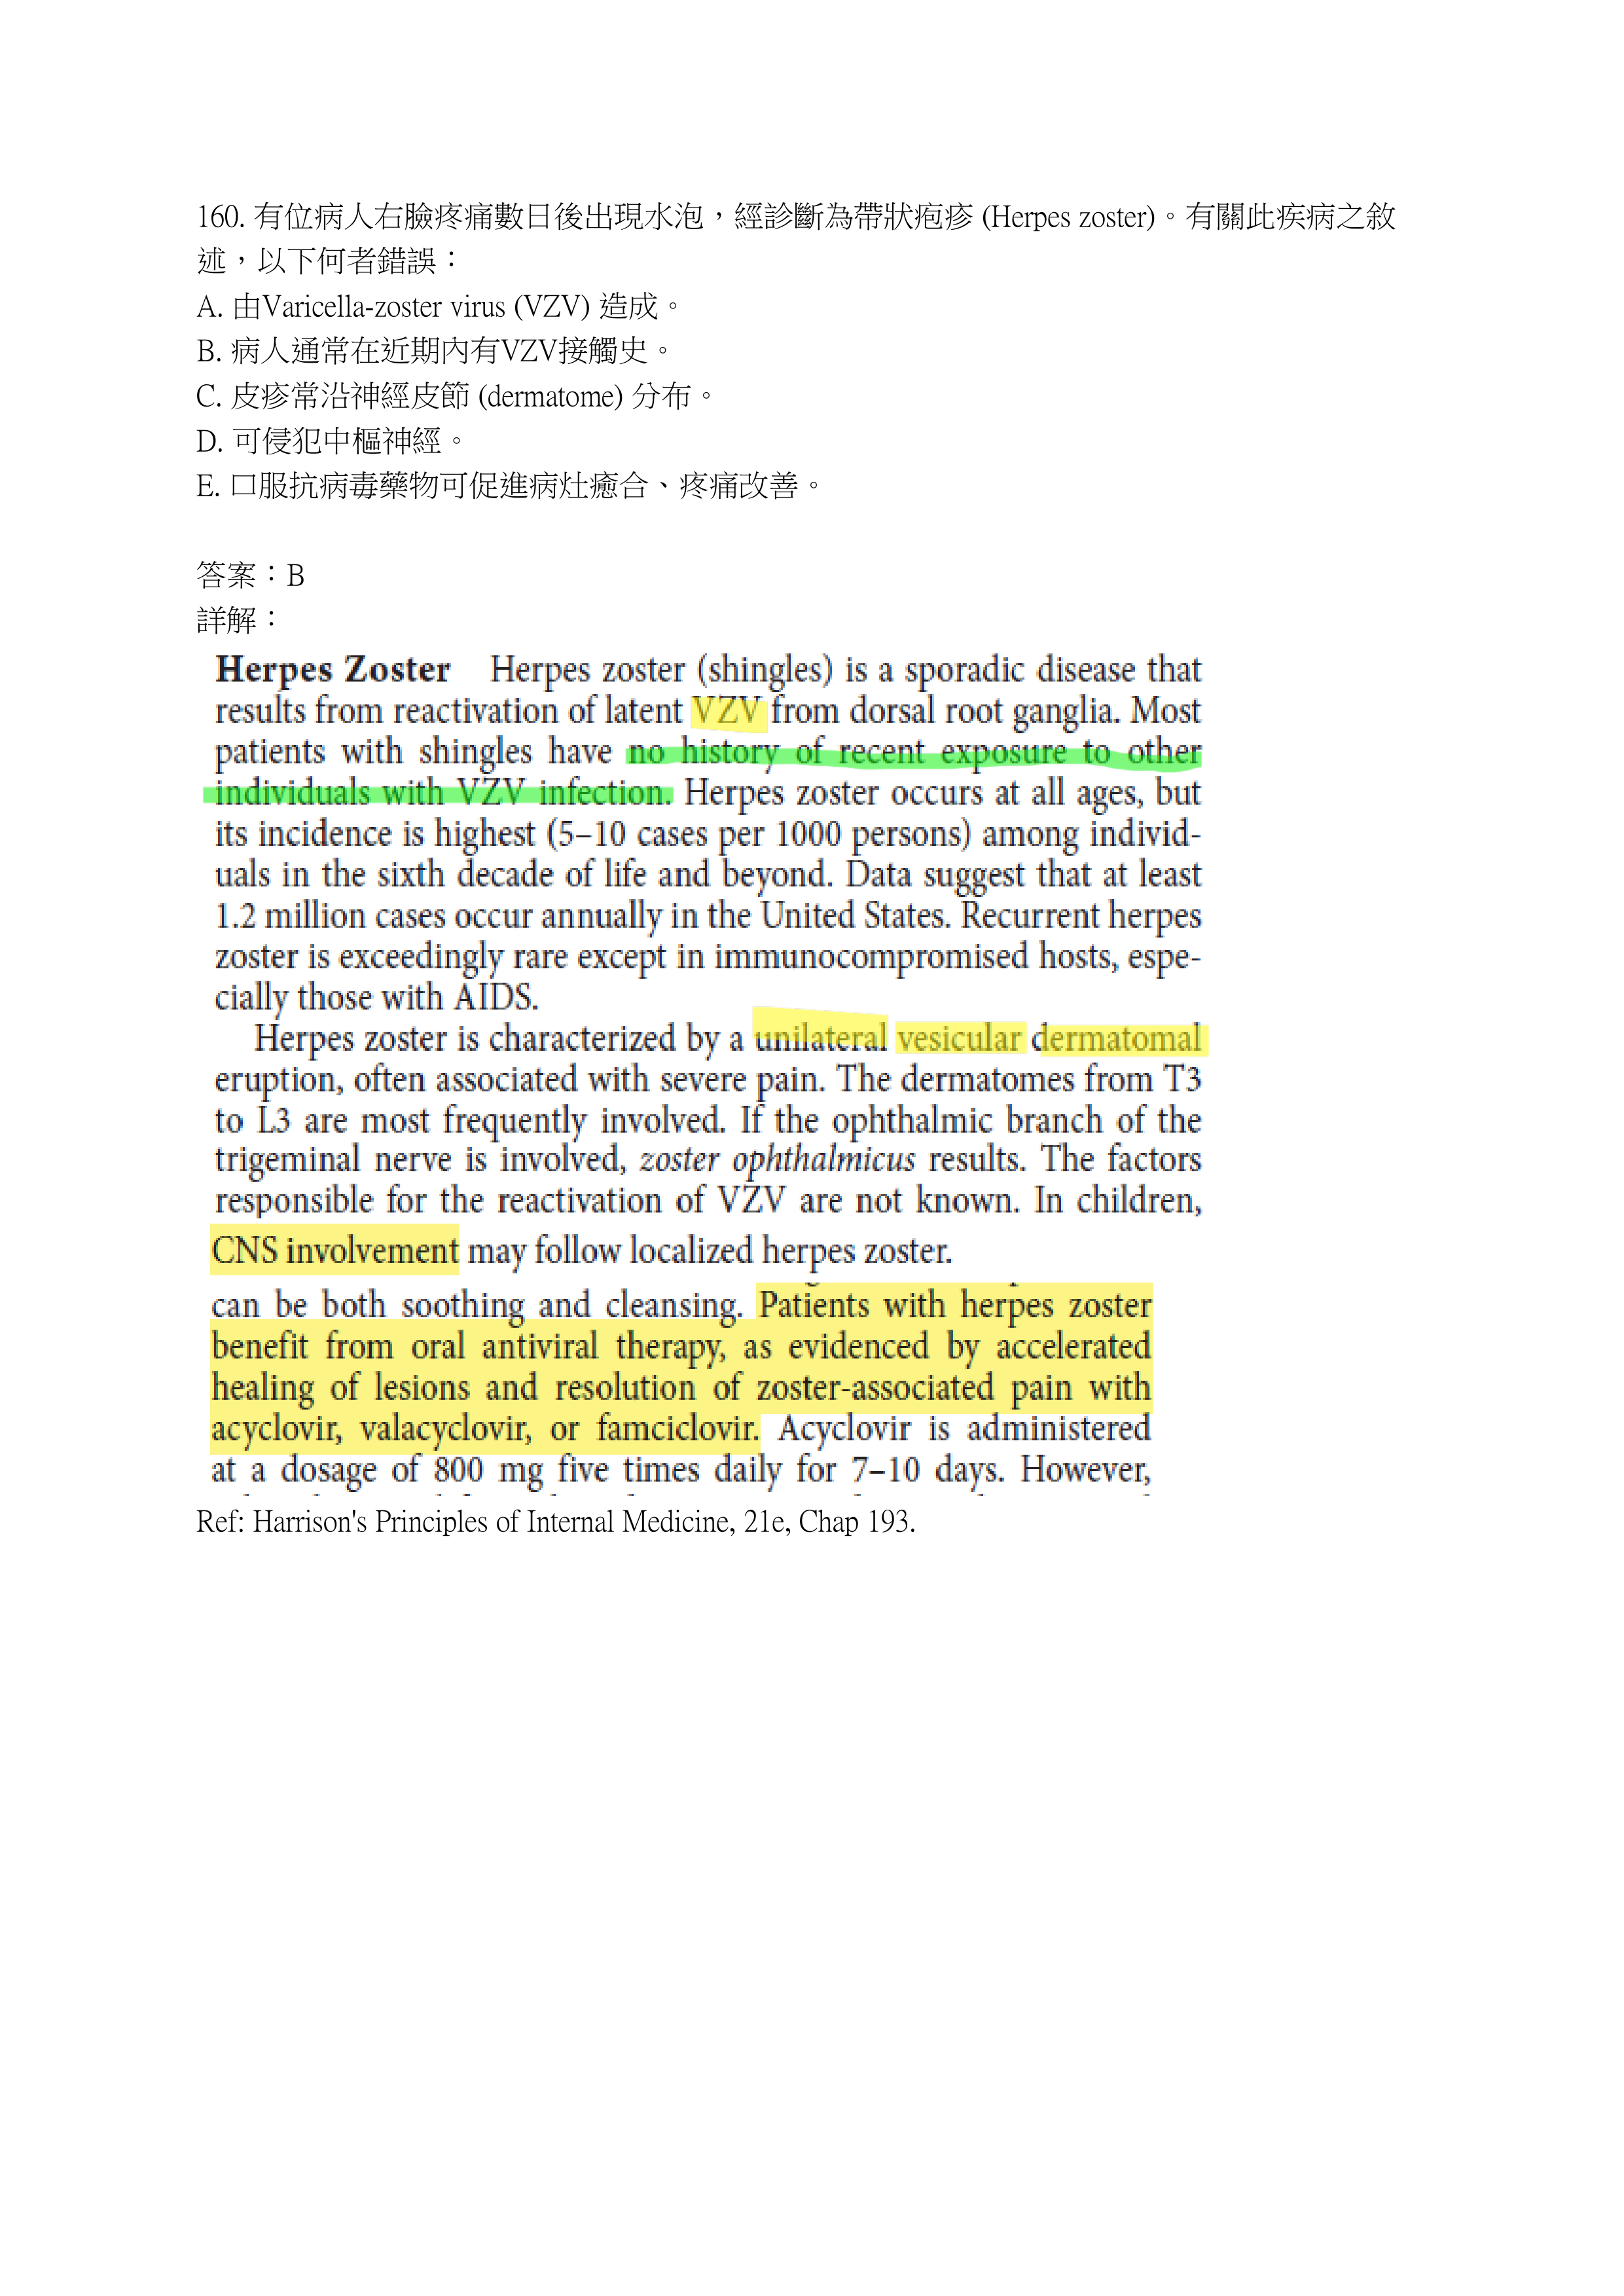 160. 有位病人右臉疼痛數日後出現水泡，經診斷為帶狀疱疹 (Herpes zoster)。有關此疾病之敘
述，以下何者錯誤：
A. 由Varicella-zoster virus (VZV) 造成。
B. 病人通常在近期內有VZV接觸史。
C. 皮疹常沿神經皮節 (dermatome) 分布。
D. 可侵犯中樞神經。
E. 口服抗病毒藥物可促進病灶癒合、疼痛改善。
答案：B
詳解：
Herpes Zoster Herpes zoster (shingles) is a sporadic disease that
results from reactivation of latent VZV from dorsal root ganglia. Most
patients with shingles have no history of recent exposure to other
individuals with VZV infection. Herpes zoster occurs at all ages, but
its incidence is highest (5–10 cases per 1000 persons) among individ-
uals in the sixth decade of life and beyond. Data suggest that at least
1.2 million cases occur annually in the United States. Recurrent herpes
zoster is exceedingly rare except in immunocompromised hosts, espe-
cially those with AIDS.
Herpes zoster is characterized by a unilateral vesicular dermatomal
eruption, often associated with severe pain. The dermatomes from T3
to L3 are most frequently involved. If the ophthalmic branch of the
trigeminal nerve is involved, zoster ophthalmicus results. The factors
responsible for the reactivation of VZV are not known. In children,
CNS involvement may follow localized herpes zoster.
can be both soothing and cleansing. Patients with herpes zoster
benefit from oral antiviral therapy, as evidenced by accelerated
healing of lesions and resolution of zoster-associated pain with
acyclovir, valacyclovir, or famciclovir. Acyclovir is administered
at a dosage of 800 mg five times daily for 7–10 days. However,
Ref: Harrison's Principles of Internal Medicine, 21e, Chap 193.